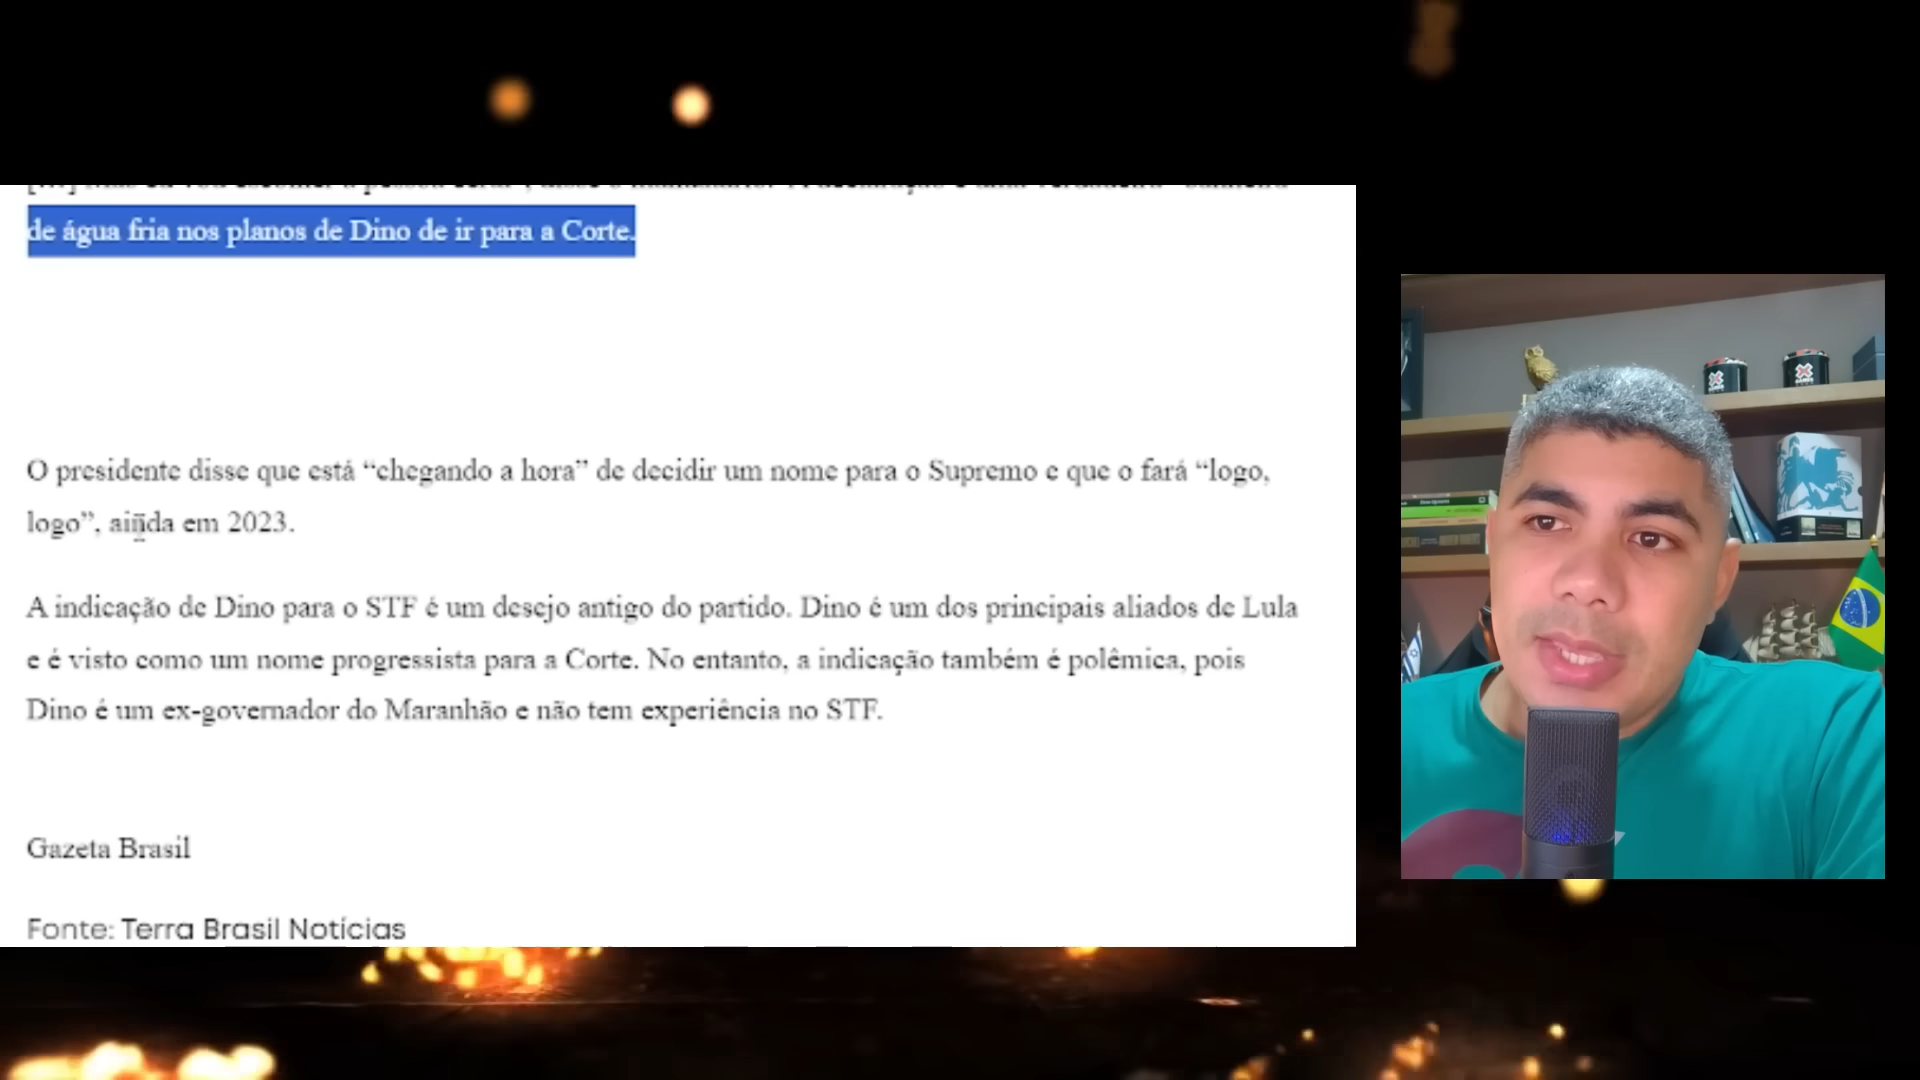 de água fria nos planos de Dino de ir para a Corte.
O presidente disse que está “chegando a hora” de decidir um nome para o Supremo e que o fará “logo,
logo”, ainda em 2023.
A indicação de Dino para o STF é um desejo antigo do partido. Dino é um dos principais aliados de Lula
e é visto como um nome progressista para a Corte. No entanto, a indicação também é polêmica, pois
Dino é um ex-governador do Maranhão e não tem experiência no STF.
Gazeta Brasil
Fonte: Terra Brasil Notícias